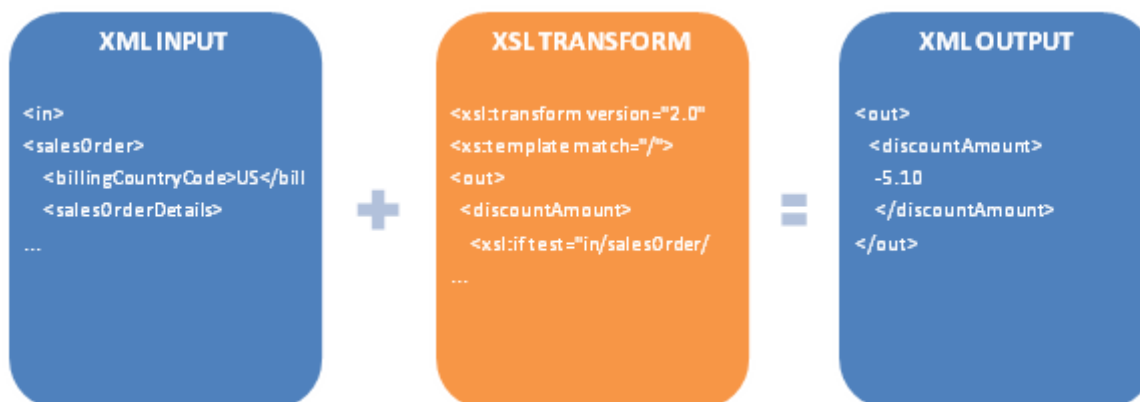 XML INPUT
<in>
<salesOrder>
<billingCountryCode>US</bill
<salesOrderDetails>
...
+
XSL TRANSFORM
<xsl:transform version="2.0"
<xs:template match="/">
<out>
<discountAmount>
<xsl:if test="in/salesOrder/
...
=
XML OUTPUT
<out>
<discountAmount>
-5.10
</discountAmount>
</out>